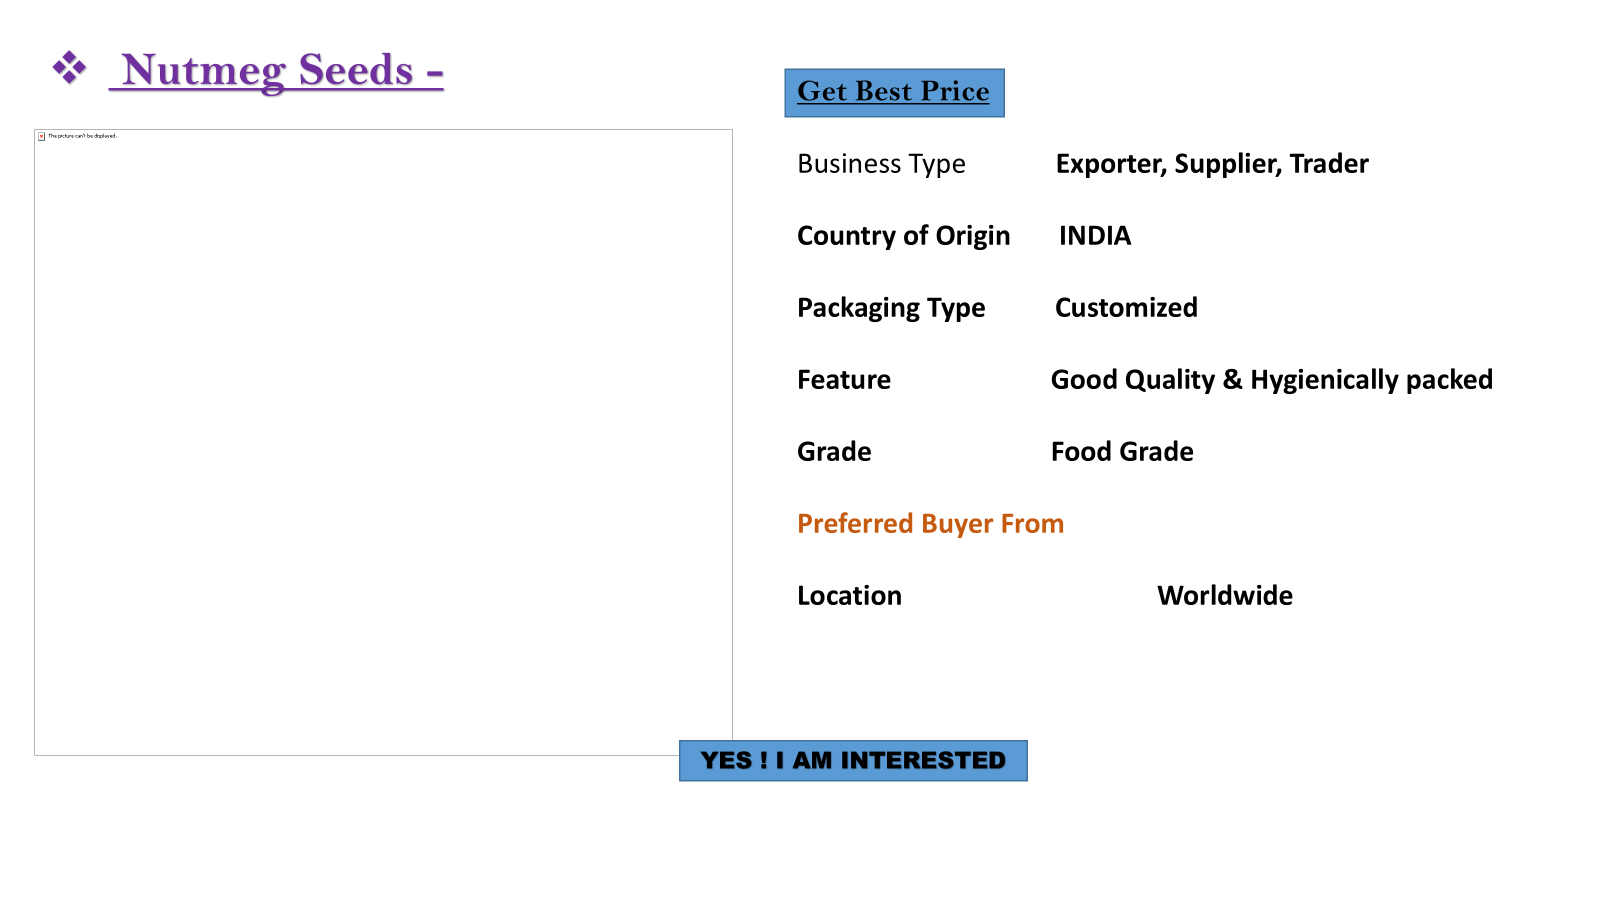 ❖ Nutmeg Seeds -
Get Best Price
The picture can't be displayed.
Business Type Exporter, Supplier, Trader
Country of Origin INDIA
Packaging Type Customized
Feature Good Quality & Hygienically packed
Grade Food Grade
Preferred Buyer From
Location Worldwide
YES ! I AM INTERESTED